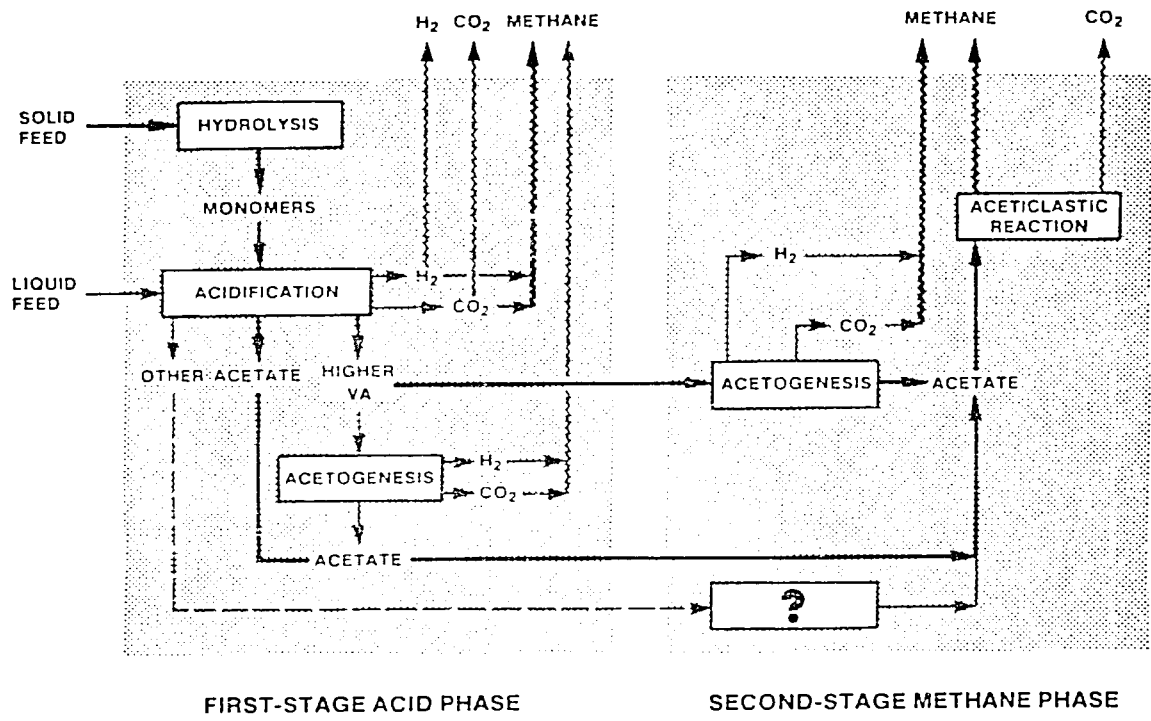 H₂ CO₂ METHANE
METHANE CO₂
SOLID
FEED
HYDROLYSIS
MONOMERS
ACETICLASTIC
REACTION
LIQUID
FEED
ACIDIFICATION
H₂
CO₂
H₂
CO₂
OTHER ACETATE HIGHER
VA
ACETOGENESIS
ACETATE
ACETOGENESIS
H₂
CO₂
ACETATE
?
FIRST-STAGE ACID PHASE
SECOND-STAGE METHANE PHASE